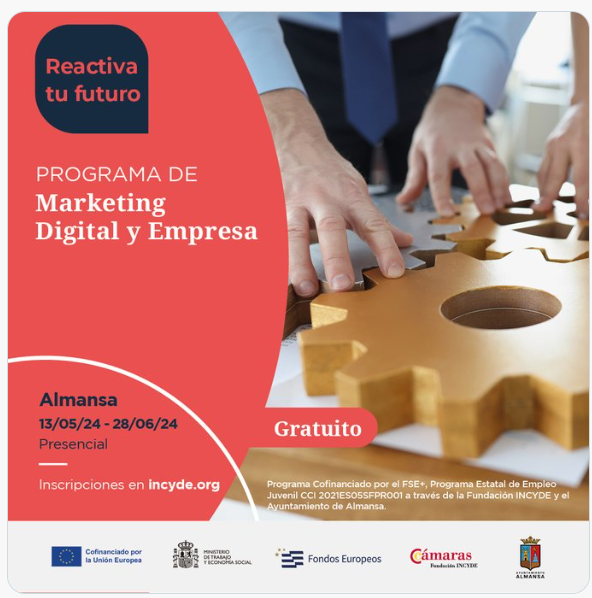 Reactiva
tu futuro
PROGRAMA DE
Marketing
Digital y Empresa
Almansa
13/05/24 - 28/06/24
Presencial
Inscripciones en incyde.org
Gratuito
Programa Cofinanciado por el FSE+, Programa Estatal de Empleo
Juvenil CCI 2021ES05SFPR001 a través de la Fundación INCYDE y el
Ayuntamiento de Almansa.
Cofinanciado por
la Unión Europea
MINISTERIO
DE TRABAJO
Y ECONOMÍA SOCIAL
Fondos Europeos
Cámaras
Fundación INCYDE
AYUNTAMIENTO
ALMANSA